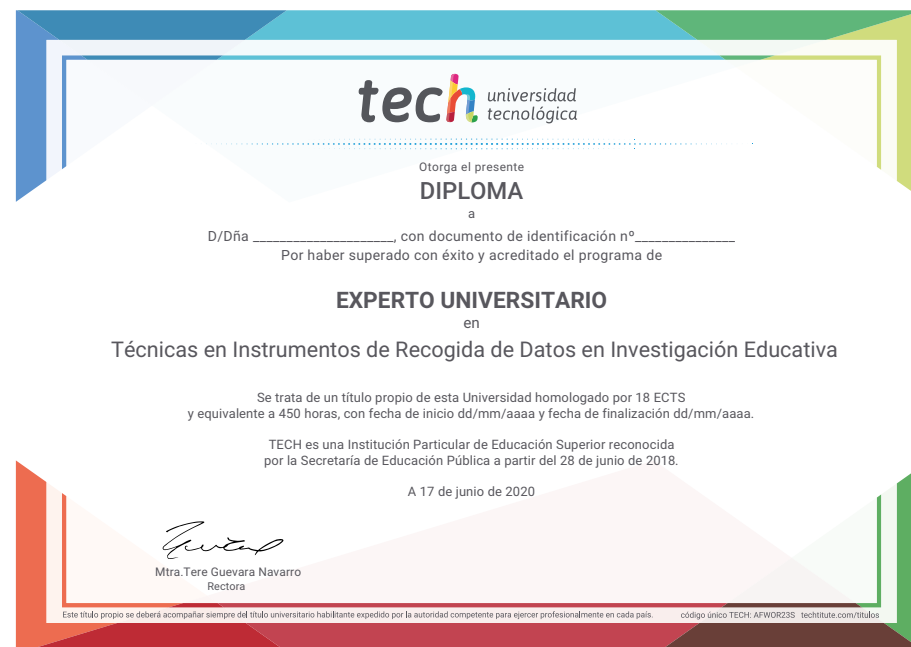 tech universidad
tecnológica
Otorga el presente
DIPLOMA
a
D/Dña _____________________, con documento de identificación nº_______________
Por haber superado con éxito y acreditado el programa de
EXPERTO UNIVERSITARIO
en
Técnicas en Instrumentos de Recogida de Datos en Investigación Educativa
Se trata de un título propio de esta Universidad homologado por 18 ECTS
y equivalente a 450 horas, con fecha de inicio dd/mm/aaaa y fecha de finalización dd/mm/aaaa.
TECH es una Institución Particular de Educación Superior reconocida
por la Secretaría de Educación Pública a partir del 28 de junio de 2018.
A 17 de junio de 2020
Mtra.Tere Guevara Navarro
Rectora
Este título propio se deberá acompañar siempre del título universitario habilitante expedido por la autoridad competente para ejercer profesionalmente en cada país. código único TECH: AFWOR23S techtitute.com/titulos